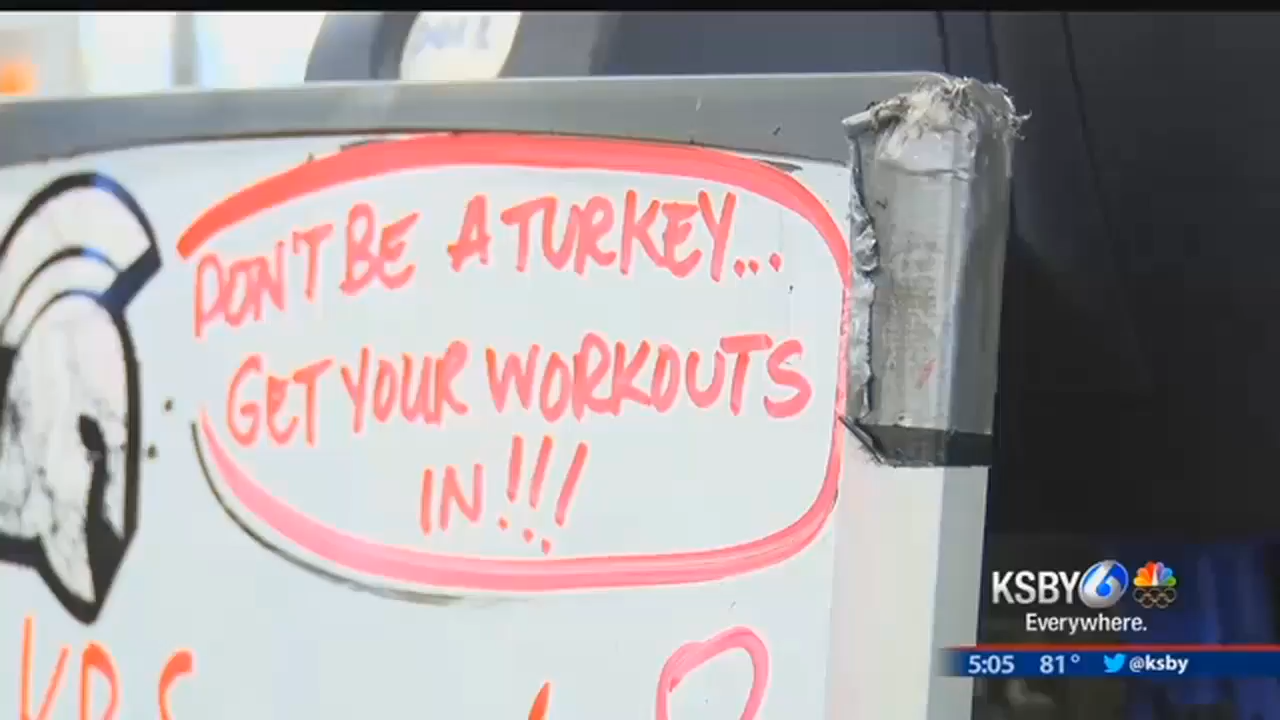 DON'T BE A TURKEY...
GET YOUR WORKOUTS
IN!!!
KSBY 6
Everywhere.
5:05 81° @ksby